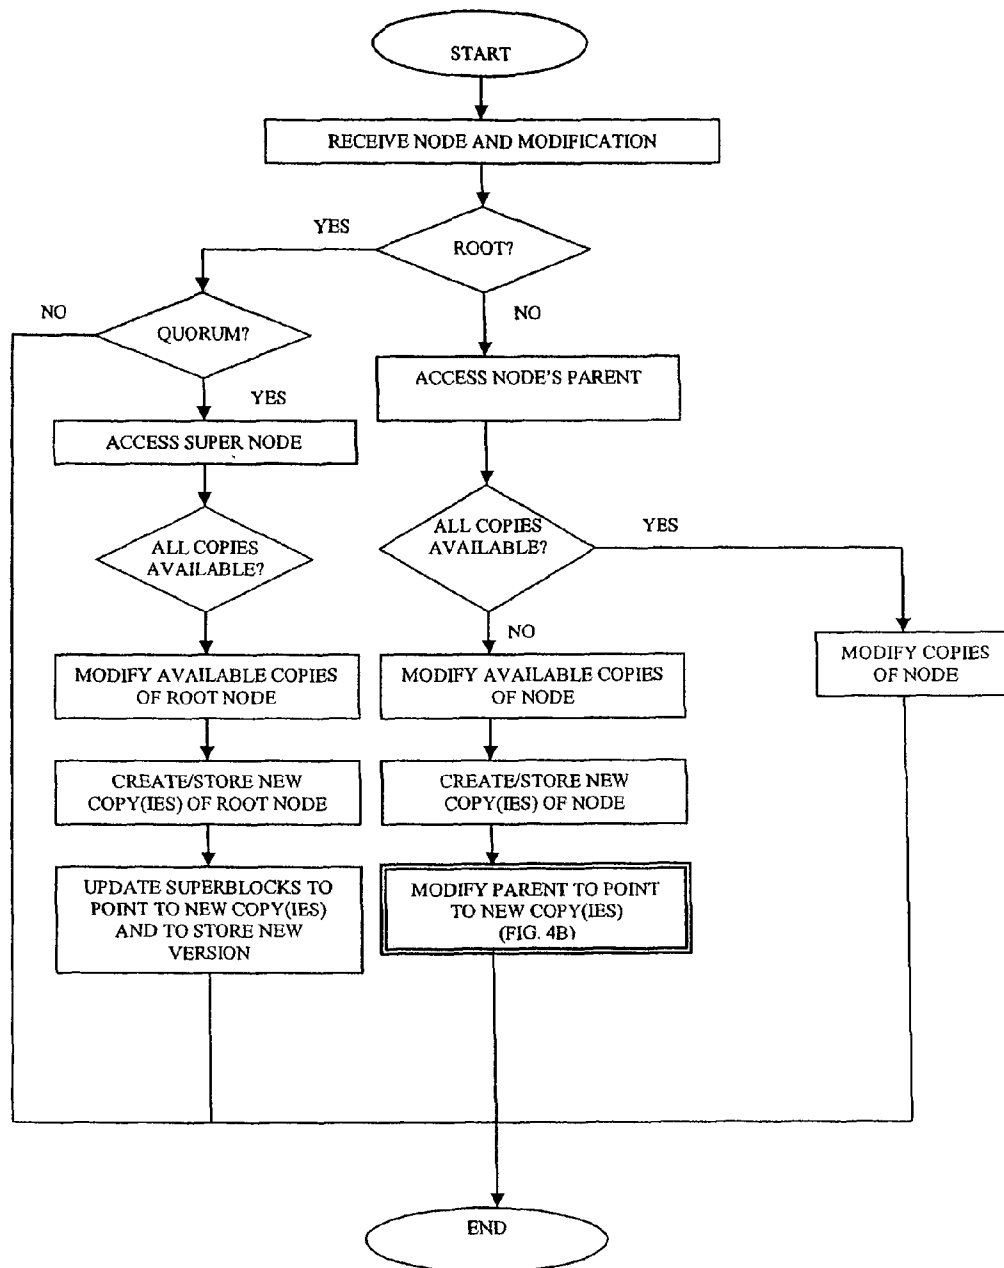 START
RECEIVE NODE AND MODIFICATION
YES
ROOT?
NO
NO
QUORUM?
ACCESS NODE'S PARENT
YES
ACCESS SUPER NODE
ALL COPIES
AVAILABLE?
YES
ALL COPIES
AVAILABLE?
NO
MODIFY COPIES
OF NODE
MODIFY AVAILABLE COPIES
OF ROOT NODE
MODIFY AVAILABLE COPIES
OF NODE
CREATE/STORE NEW
COPY(IES) OF ROOT NODE
CREATE/STORE NEW
COPY(IES) OF NODE
UPDATE SUPERBLOCKS TO
POINT TO NEW COPY(IES)
AND TO STORE NEW
VERSION
MODIFY PARENT TO POINT
TO NEW COPY(IES)
(FIG. 4B)
END